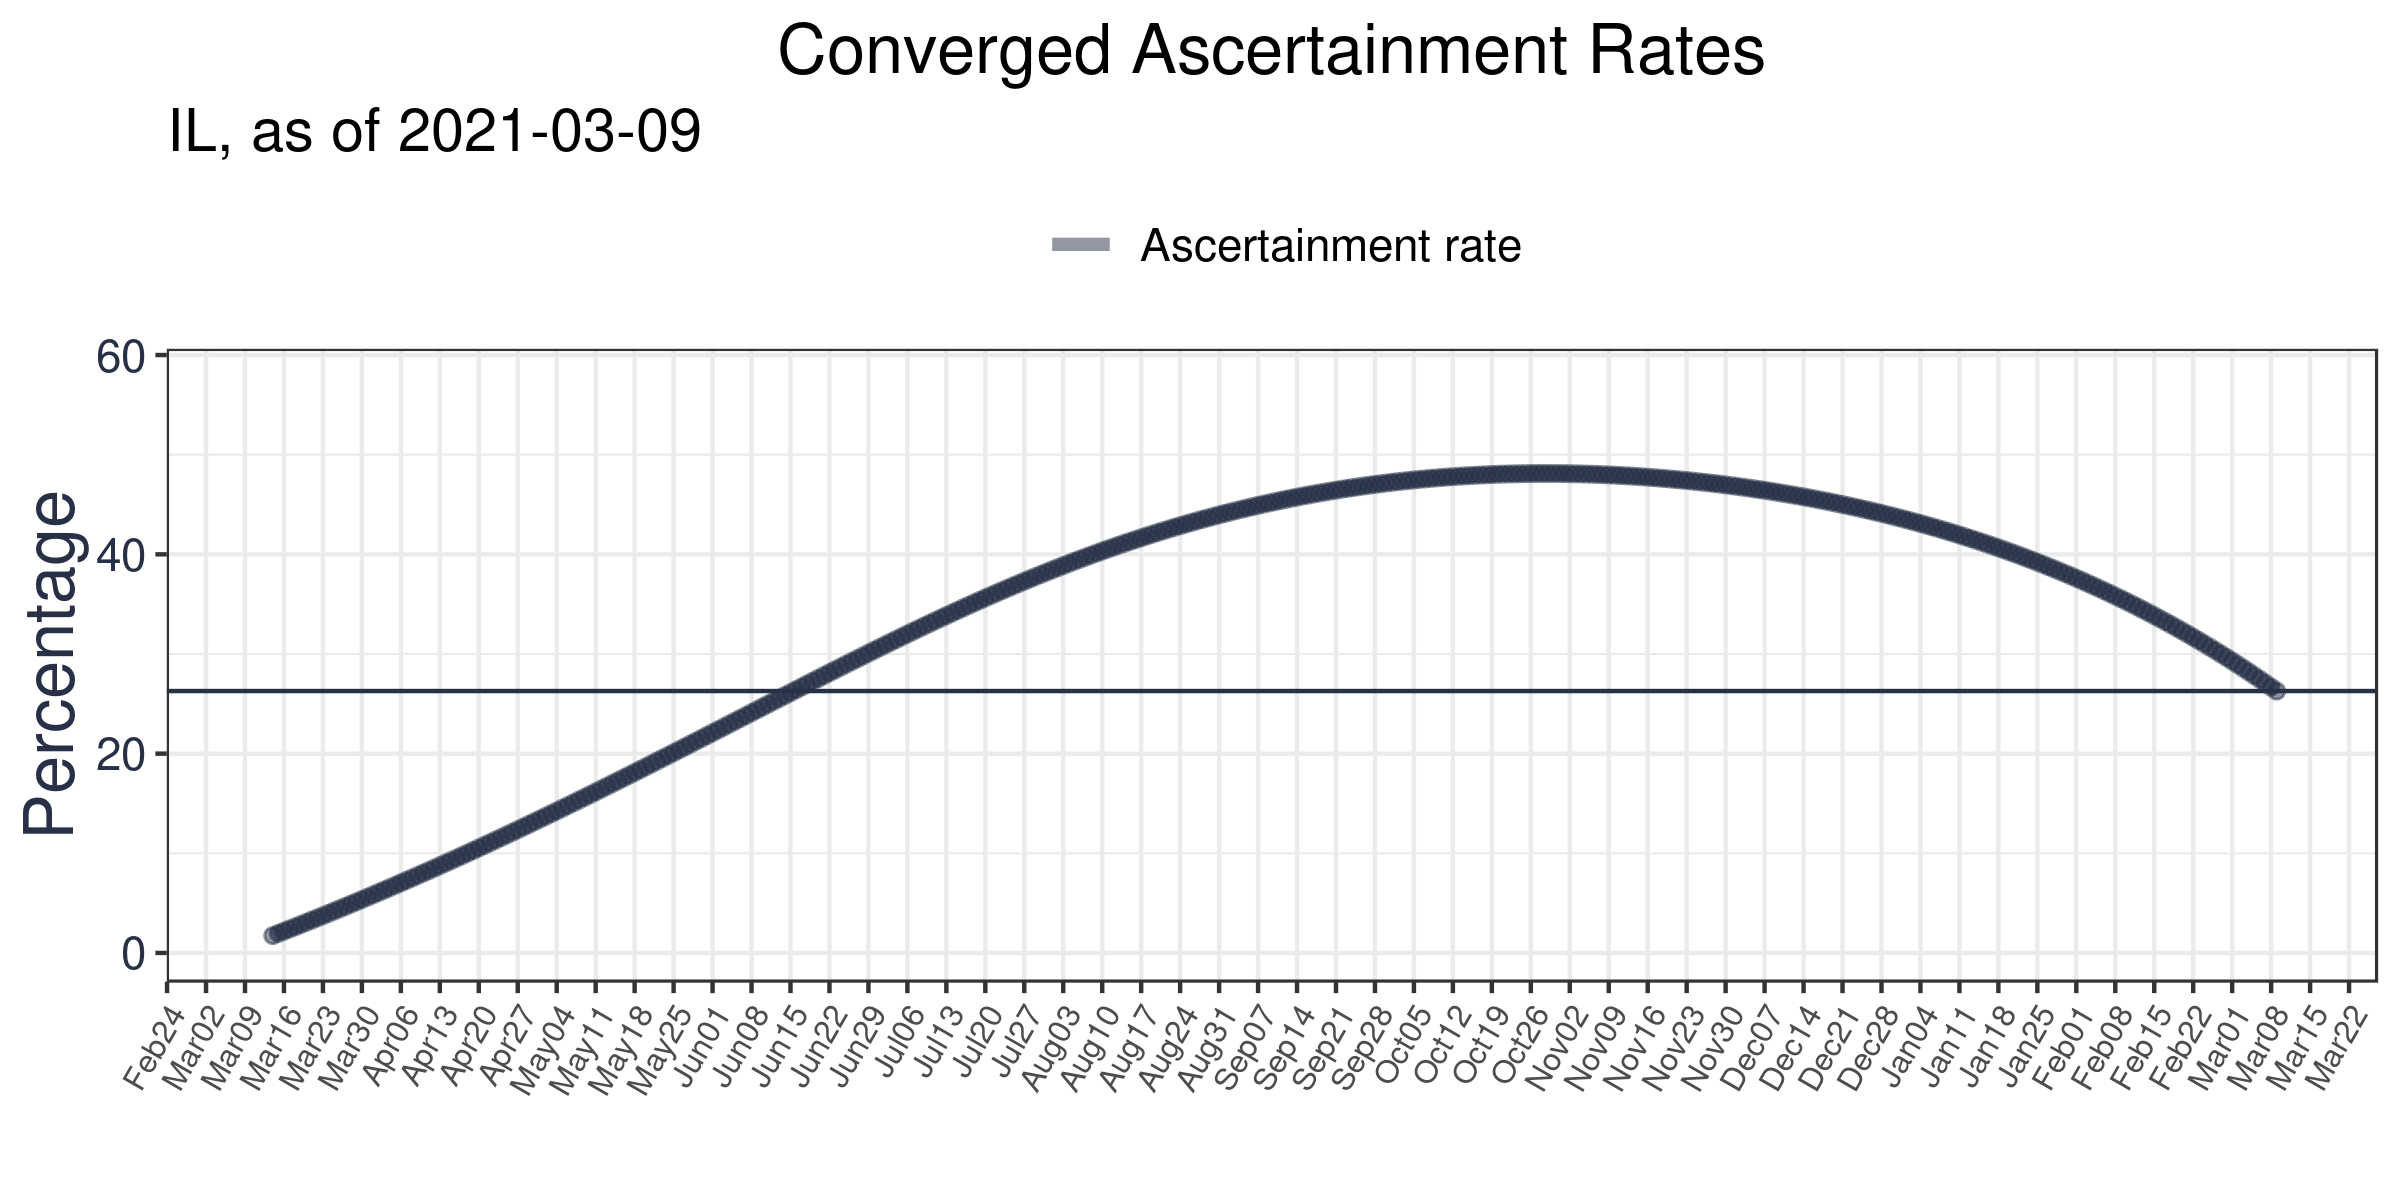 Converged Ascertainment Rates
IL, as of 2021-03-09
Ascertainment rate
Percentage
60
40
20
0
Feb24
Mar02
Mar09
Mar16
Mar23
Mar30
Apr06
Apr13
Apr20
Apr27
May04
May11
May18
May25
Jun01
Jun08
Jun15
Jun22
Jun29
Jul06
Jul13
Jul20
Jul27
Aug03
Aug10
Aug17
Aug24
Aug31
Sep07
Sep14
Sep21
Sep28
Oct05
Oct12
Oct19
Oct26
Nov02
Nov09
Nov16
Nov23
Nov30
Dec07
Dec14
Dec21
Dec28
Jan04
Jan11
Jan18
Jan25
Feb01
Feb08
Feb15
Feb22
Mar01
Mar08
Mar15
Mar22